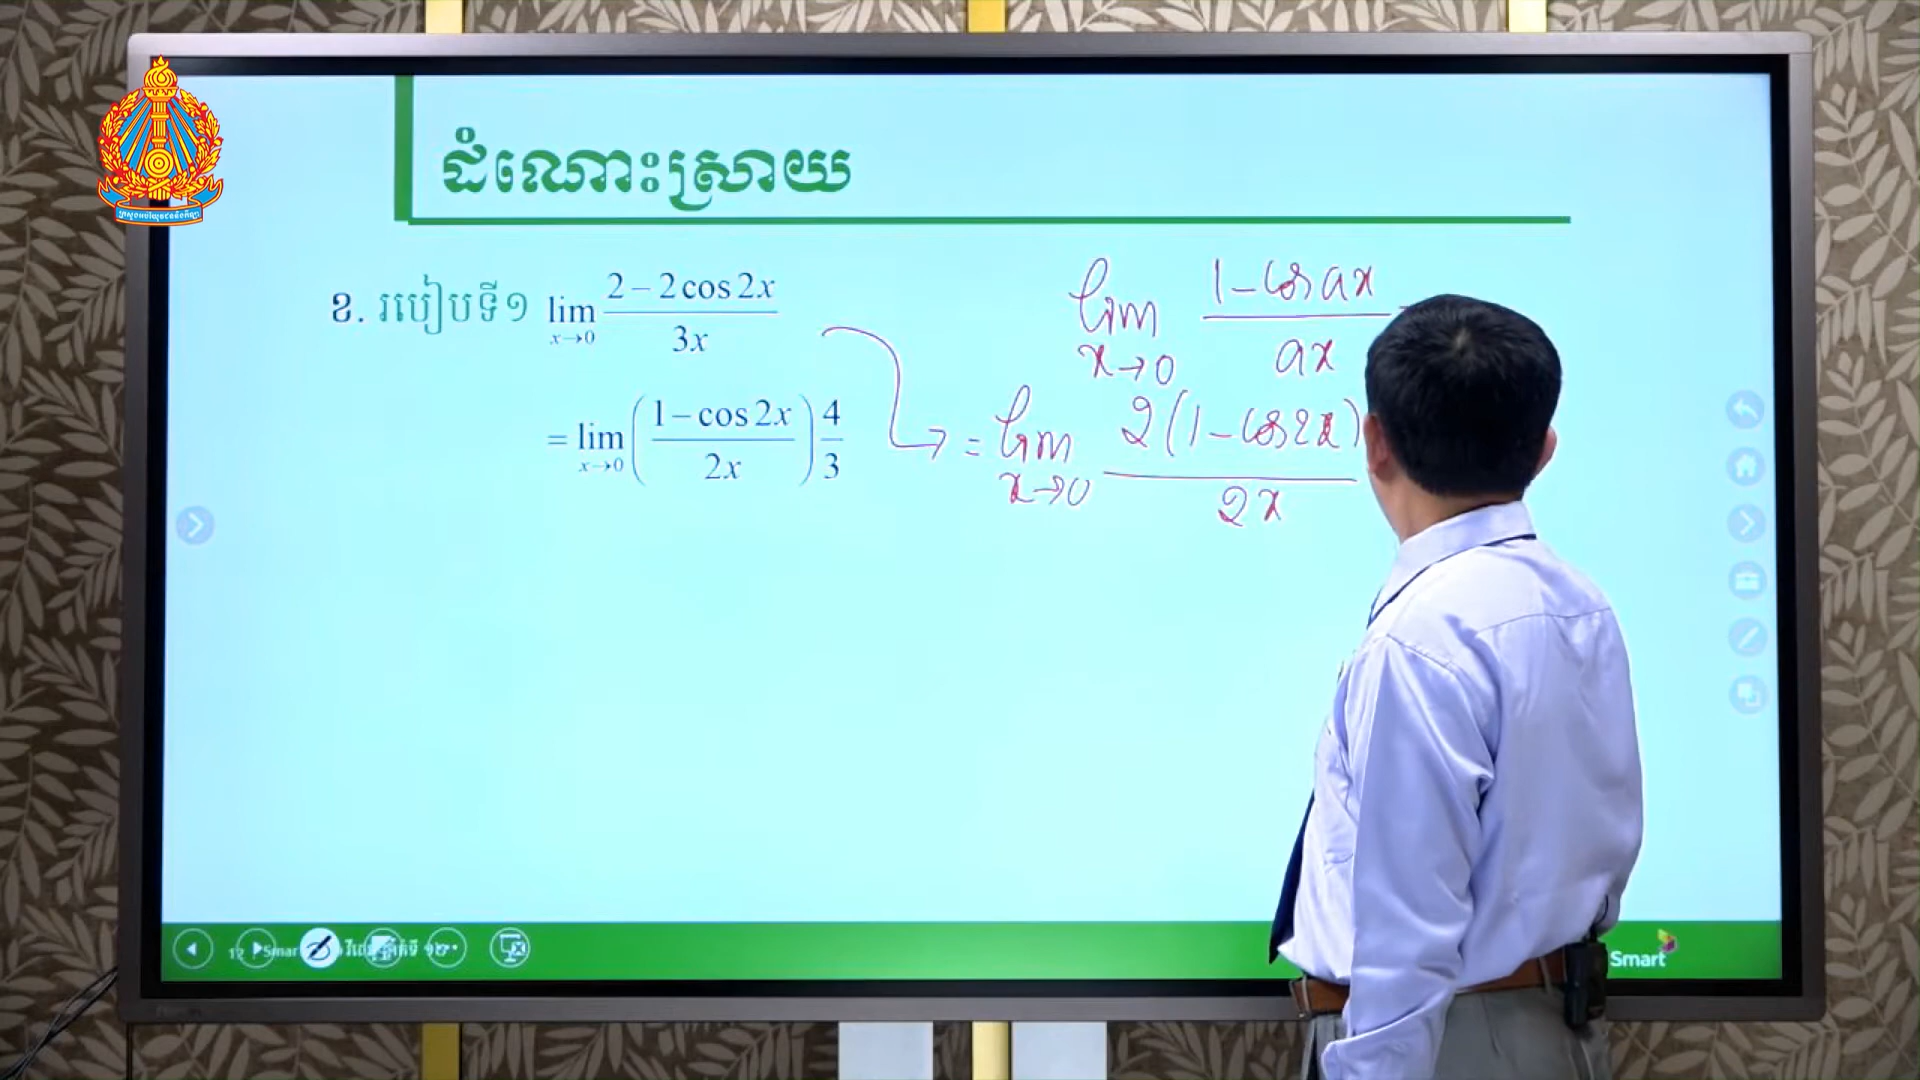 ដំណោះស្រាយ
ខ. របៀបទី១ lim x→0 (2 − 2cos 2x)/(3x)
= lim x→0 ((1 − cos 2x)/(2x)) 4/3
lim x→0 (1 − cos ax)/(ax)
= lim x→0 2(1 − cos 2x)/(2x)
12
Smart